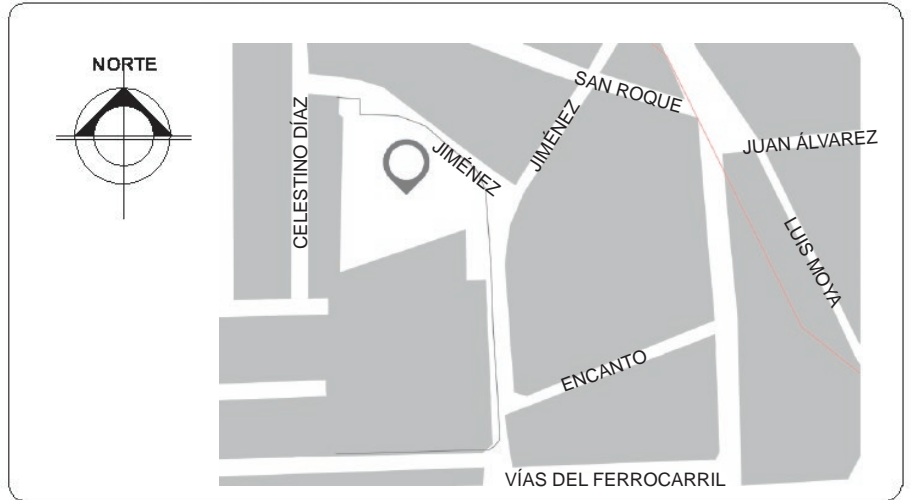 NORTE
SAN ROQUE
JIMÉNEZ
JUAN ÁLVAREZ
CELESTINO DÍAZ
JIMÉNEZ
LUIS MOYA
ENCANTO
VÍAS DEL FERROCARRIL